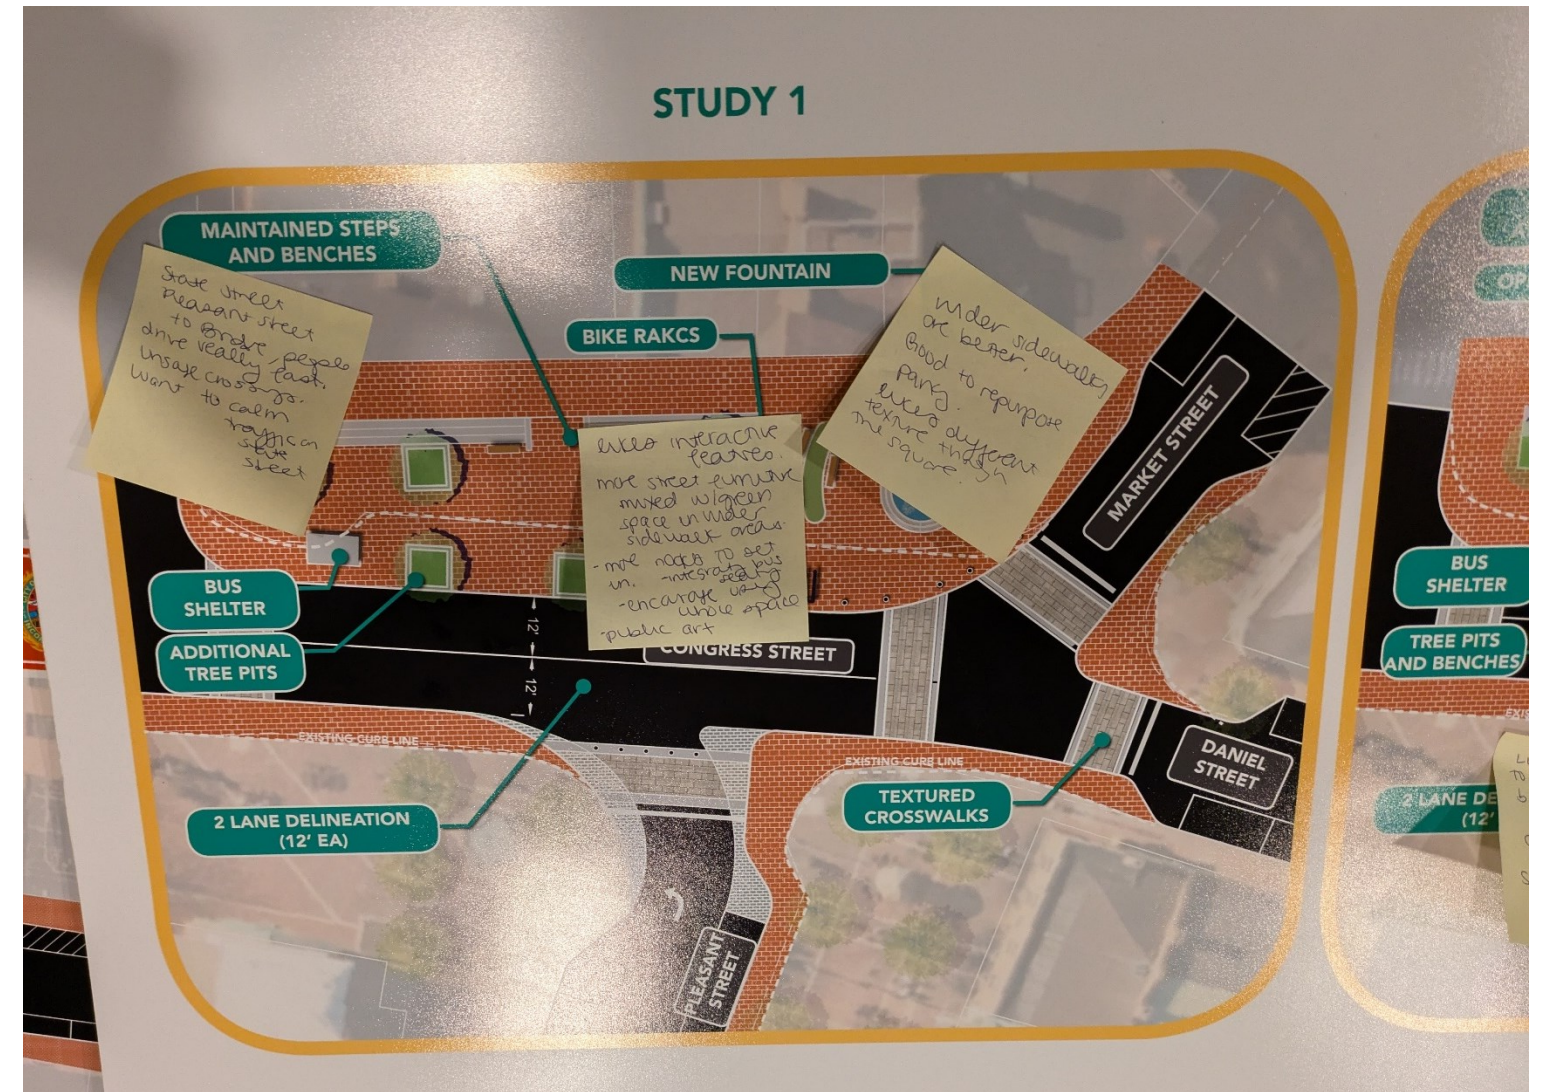 STUDY 1
MAINTAINED STEPS
AND BENCHES
NEW FOUNTAIN
BIKE RAKCS
State Street
Pleasant Street
to Bridge, people
drive really fast.
unsafe crossings.
Want to calm
traffic on
state
street
likes interactive
features.
more street furniture
mixed w/green
space in wider
sidewalk areas.
- more nooks to set
in. - integrate bus
seating
- encourage using
whole space
- public art
wider sidewalks
are better.
Good to repurpose
parking.
likes different
texture though
the square.
MARKET STREET
BUS
SHELTER
ADDITIONAL
TREE PITS
12'
12'
CONGRESS STREET
EXISTING CURB LINE
EXISTING CURB LINE
DANIEL
STREET
2 LANE DELINEATION
(12' EA)
TEXTURED
CROSSWALKS
PLEASANT
STREET
OP
BUS
SHELTER
TREE PITS
AND BENCHES
2 LANE DE
(12'